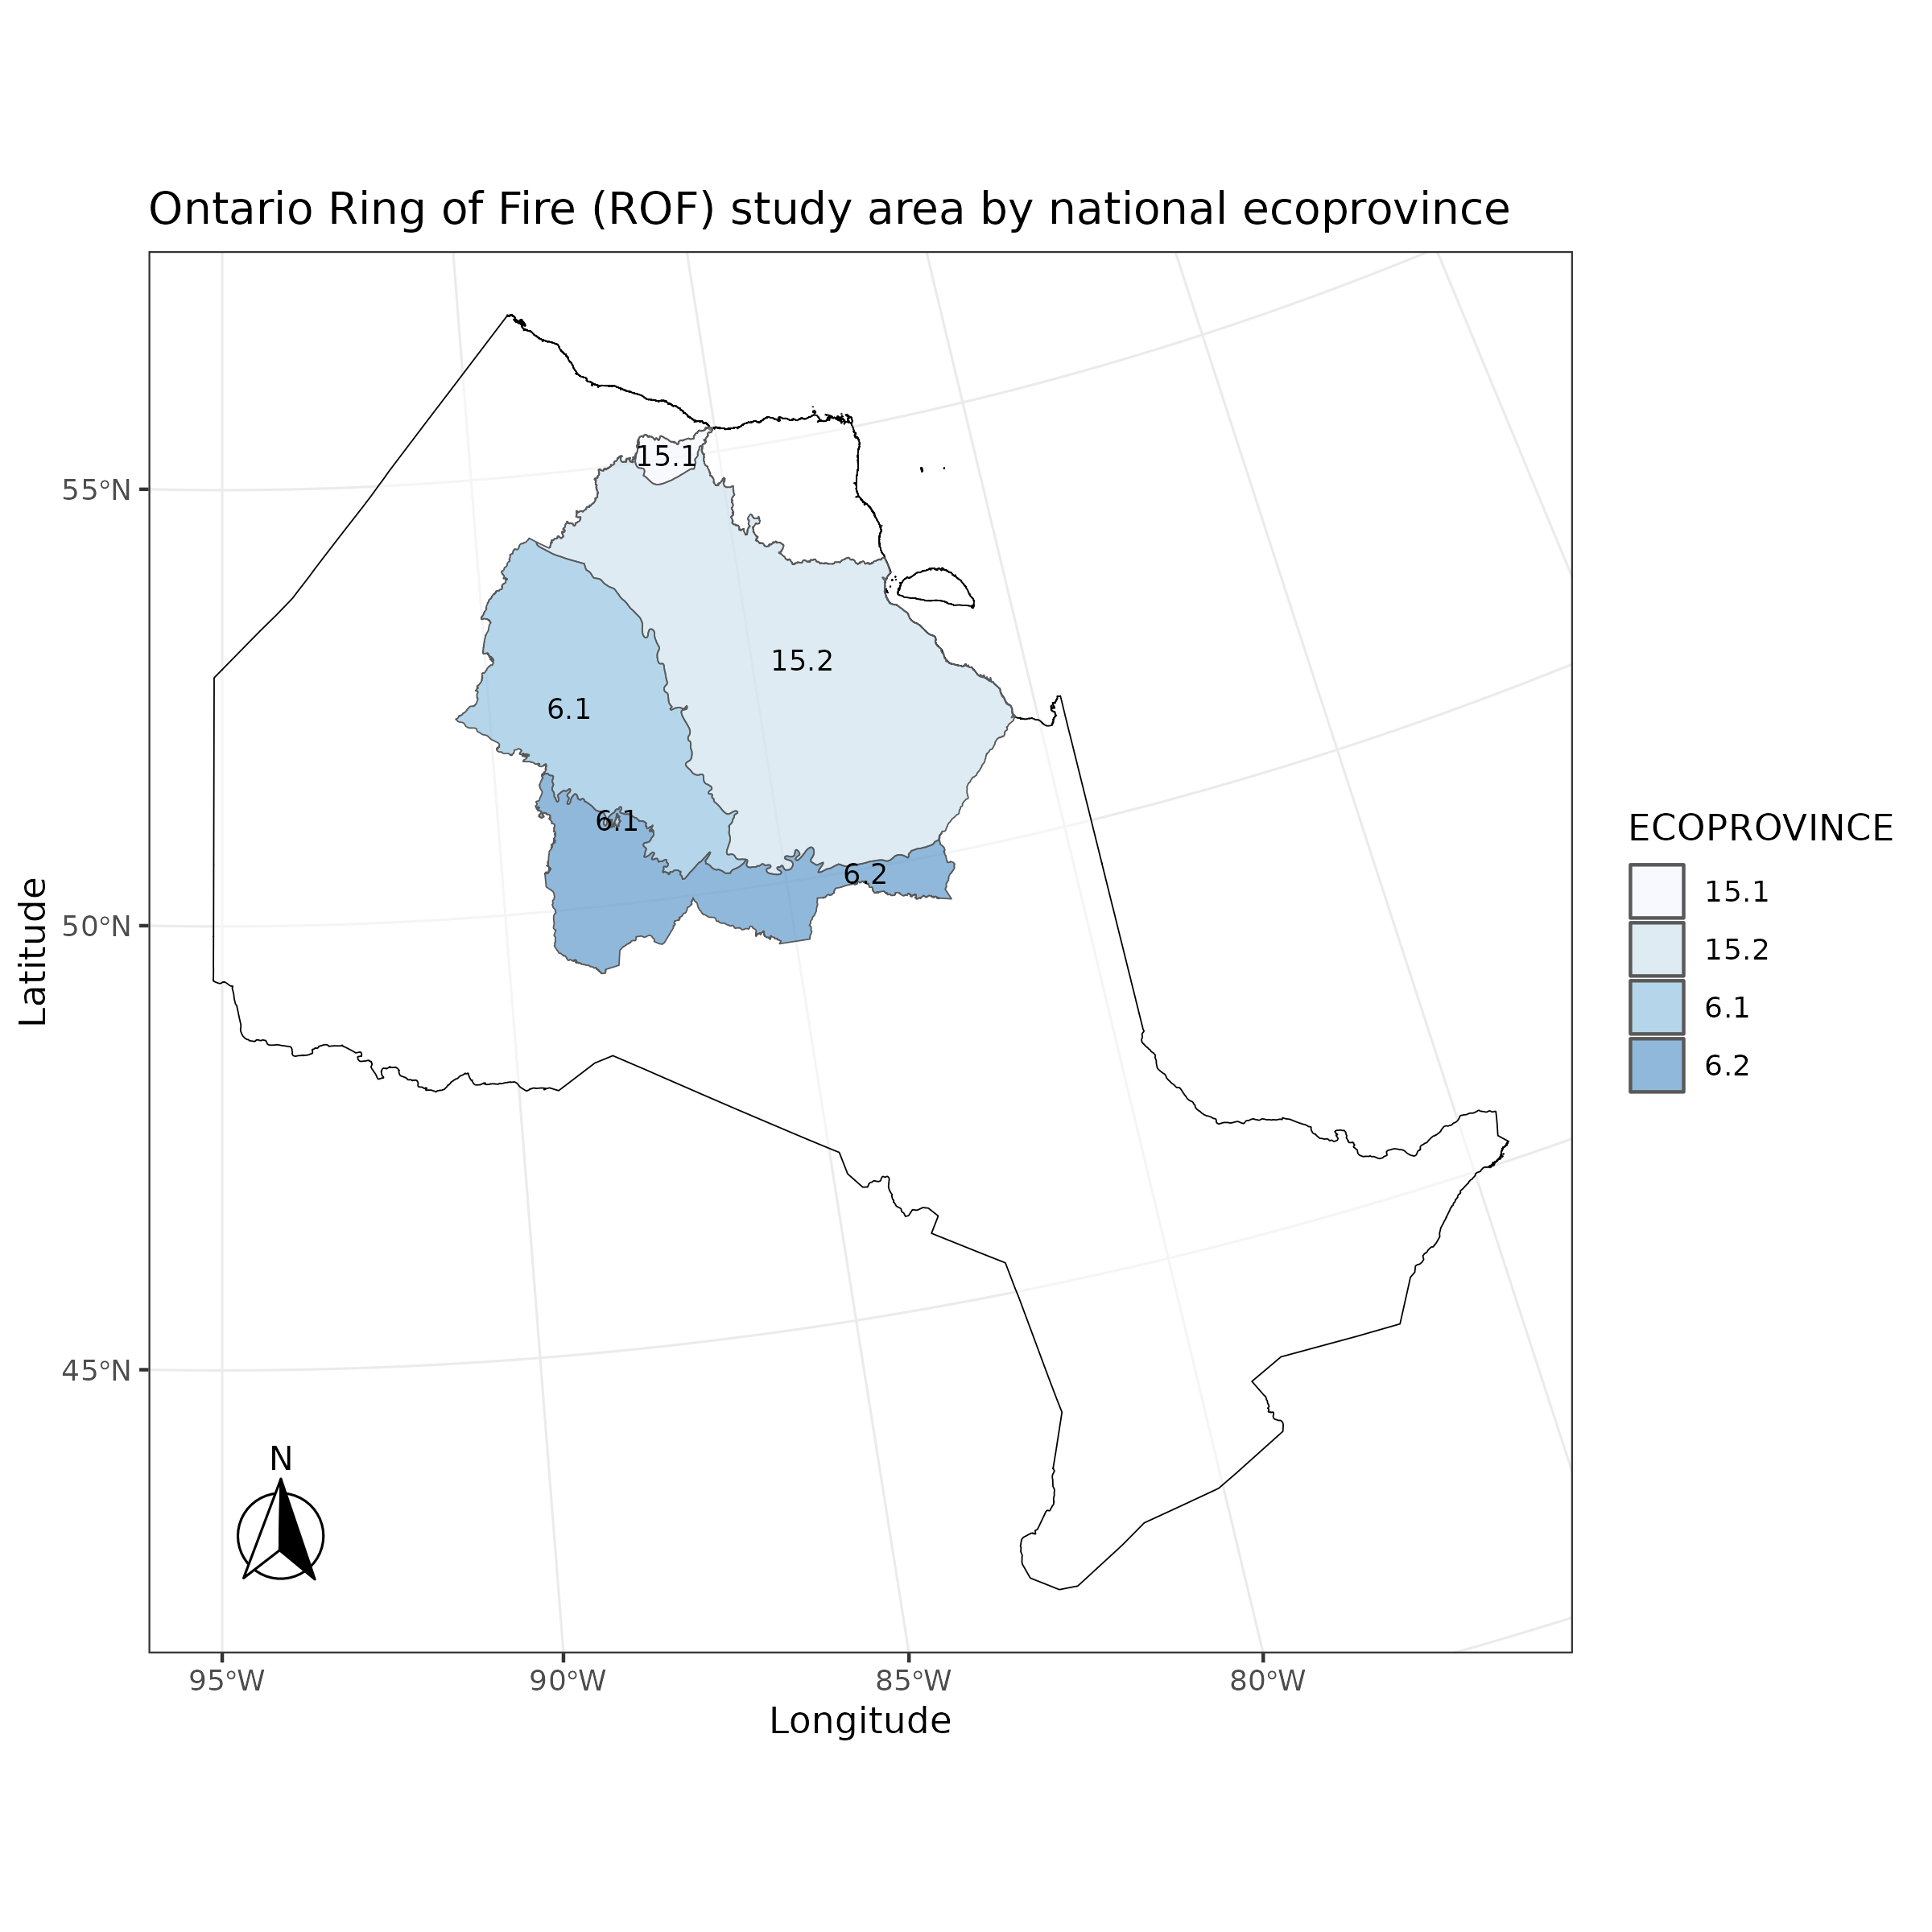 Ontario Ring of Fire (ROF) study area by national ecoprovince
15.1
55°N
15.2
6.1
6.1
ECOPROVINCE
6.2
15.1
50°N
15.2
Latitude
6.1
6.2
45°N
N
95°W
90°W
85°W
80°W
Longitude